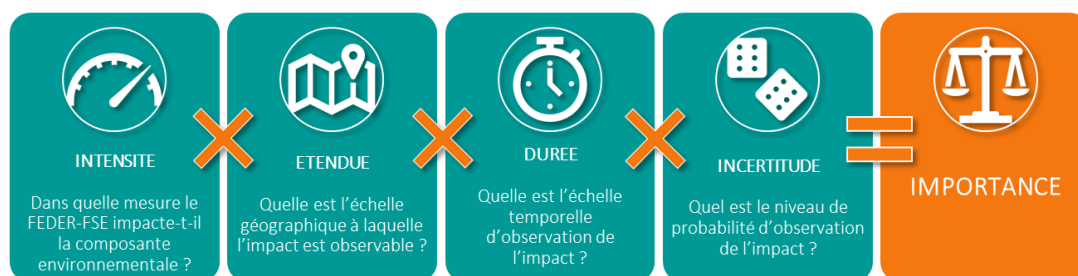 INTENSITE
Dans quelle mesure le
FEDER-FSE impacte-t-il
la composante
environnementale ?
ETENDUE
Quelle est l'échelle
géographique à laquelle
l'impact est observable ?
DUREE
Quelle est l'échelle
temporelle
d'observation de
l'impact ?
INCERTITUDE
Quel est le niveau de
probabilité d'observation
de l'impact ?
IMPORTANCE